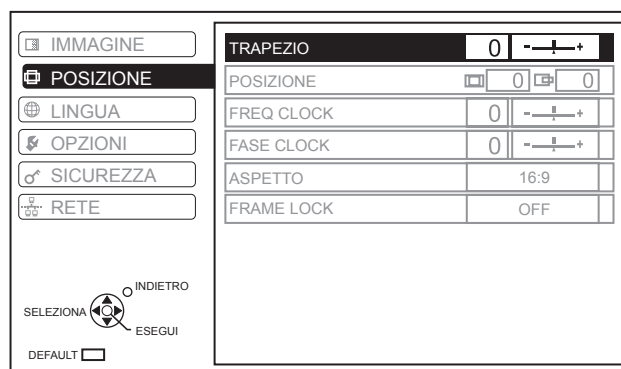 IMMAGINE
POSIZIONE
LINGUA
OPZIONI
SICUREZZA
RETE
TRAPEZIO 0 - +
POSIZIONE 0 0
FREQ CLOCK 0 - +
FASE CLOCK 0 - +
ASPETTO 16:9
FRAME LOCK OFF
INDIETRO
SELEZIONA
ESEGUI
DEFAULT